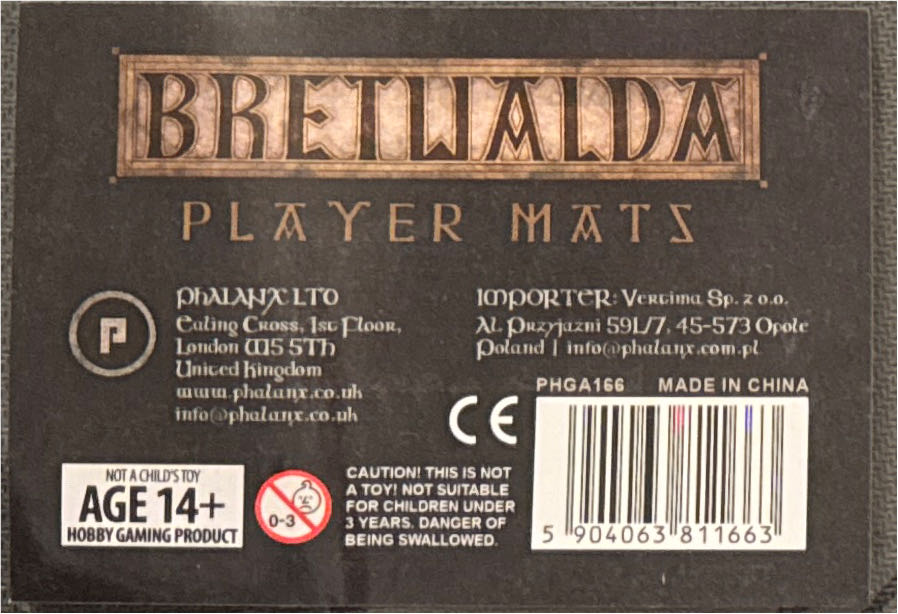 BRETWALDA
PLAYER MATS
PHALANX LTD
Ealing Cross, 1st Floor,
London W5 5TH
United Kingdom
www.phalanx.co.uk
info@phalanx.co.uk
IMPORTER: Vertima Sp. z o.o.
Al. Przyjaźni 59L/7, 45-573 Opole
Poland | info@phalanx.com.pl
PHGA166 MADE IN CHINA
CE
NOT A CHILD'S TOY
AGE 14+
HOBBY GAMING PRODUCT
0-3
CAUTION! THIS IS NOT
A TOY! NOT SUITABLE
FOR CHILDREN UNDER
3 YEARS. DANGER OF
BEING SWALLOWED.
5 904063 811663